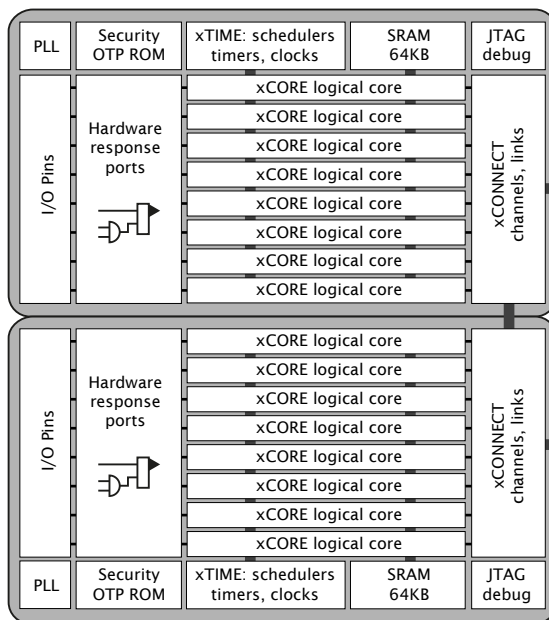 PLL
Security
OTP ROM
xTIME: schedulers
timers, clocks
SRAM
64KB
JTAG
debug
I/O Pins
Hardware
response
ports
xCORE logical core
xCORE logical core
xCORE logical core
xCORE logical core
xCORE logical core
xCORE logical core
xCORE logical core
xCORE logical core
xCONNECT
channels, links
I/O Pins
Hardware
response
ports
xCORE logical core
xCORE logical core
xCORE logical core
xCORE logical core
xCORE logical core
xCORE logical core
xCORE logical core
xCORE logical core
xCONNECT
channels, links
PLL
Security
OTP ROM
xTIME: schedulers
timers, clocks
SRAM
64KB
JTAG
debug